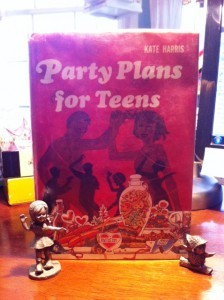 KATE HARRIS
Party Plans
for Teens